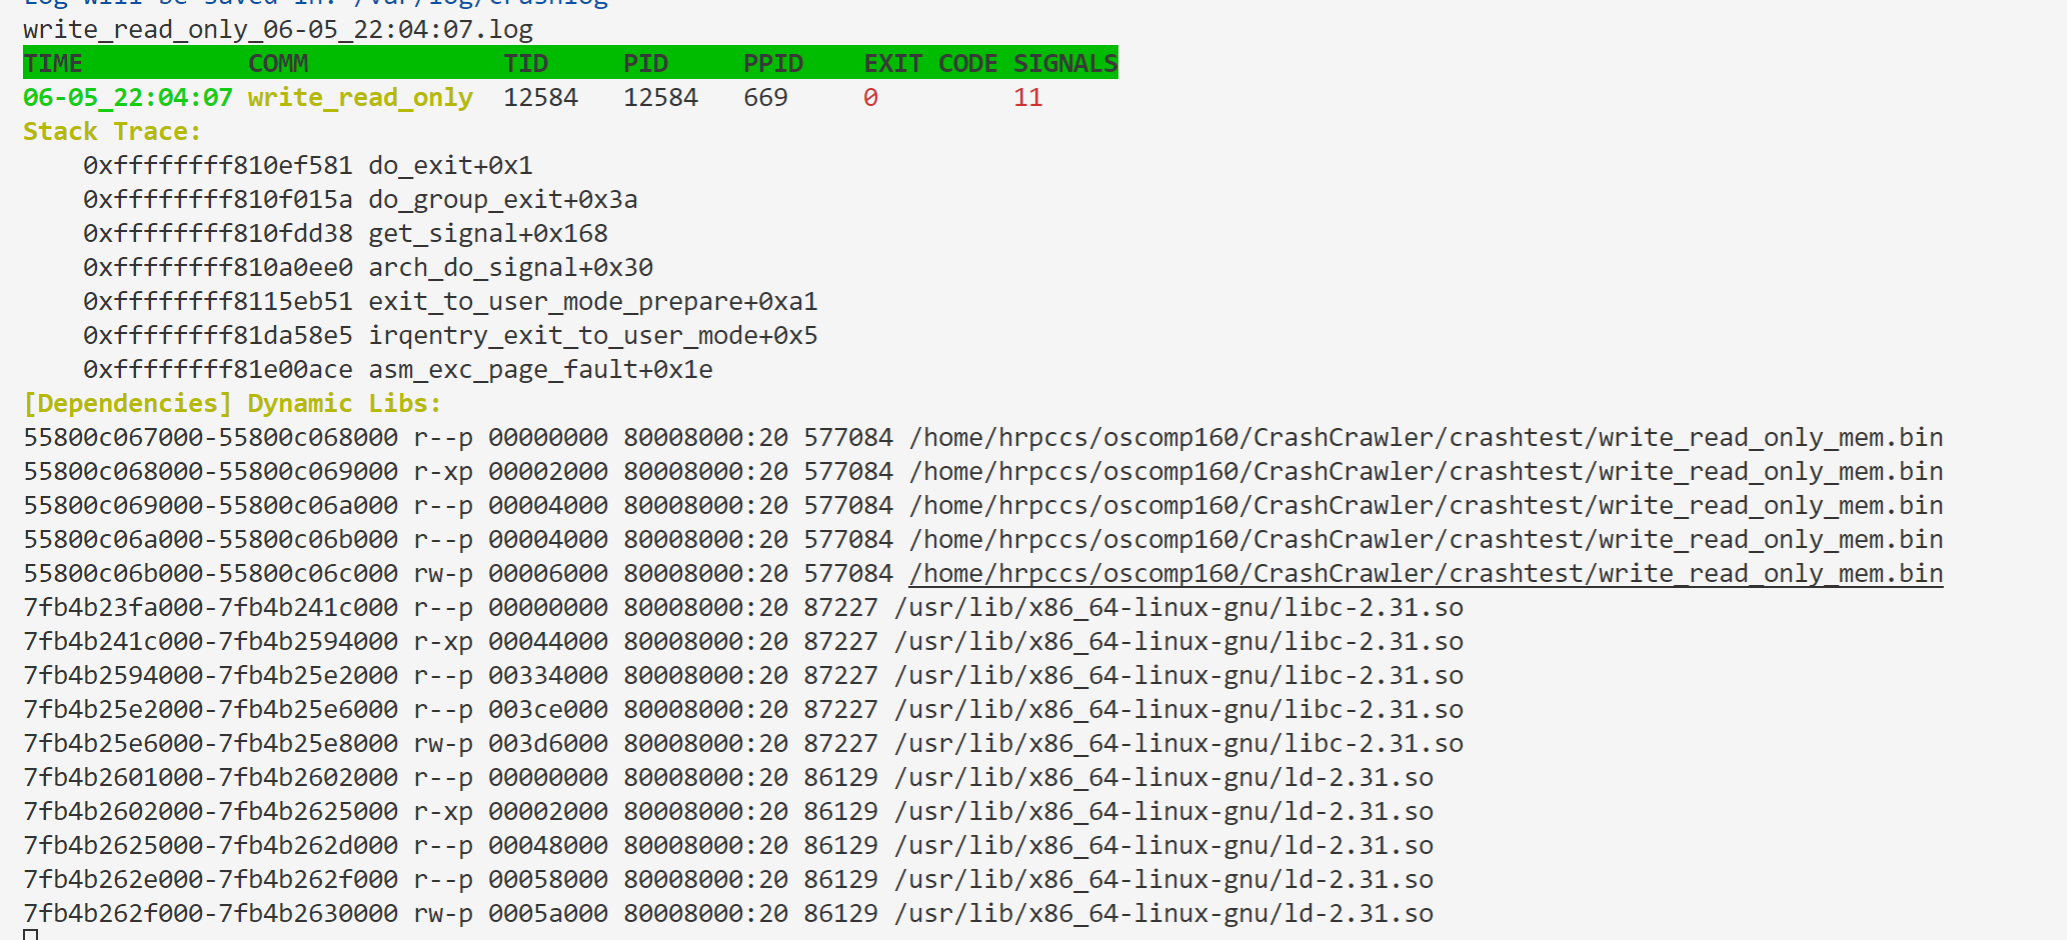 Log will be saved in: /var/log/crashlog
write_read_only_06-05_22:04:07.log
TIME COMM TID PID PPID EXIT CODE SIGNALS
06-05_22:04:07 write_read_only 12584 12584 669 0 11
Stack Trace:
0xffffffff810ef581 do_exit+0x1
0xffffffff810f015a do_group_exit+0x3a
0xffffffff810fdd38 get_signal+0x168
0xffffffff810a0ee0 arch_do_signal+0x30
0xffffffff8115eb51 exit_to_user_mode_prepare+0xa1
0xffffffff81da58e5 irqentry_exit_to_user_mode+0x5
0xffffffff81e00ace asm_exc_page_fault+0x1e
[Dependencies] Dynamic Libs:
55800c067000-55800c068000 r--p 00000000 80008000:20 577084 /home/hrpccs/oscomp160/CrashCrawler/crashtest/write_read_only_mem.bin
55800c068000-55800c069000 r-xp 00002000 80008000:20 577084 /home/hrpccs/oscomp160/CrashCrawler/crashtest/write_read_only_mem.bin
55800c069000-55800c06a000 r--p 00004000 80008000:20 577084 /home/hrpccs/oscomp160/CrashCrawler/crashtest/write_read_only_mem.bin
55800c06a000-55800c06b000 r--p 00004000 80008000:20 577084 /home/hrpccs/oscomp160/CrashCrawler/crashtest/write_read_only_mem.bin
55800c06b000-55800c06c000 rw-p 00006000 80008000:20 577084 /home/hrpccs/oscomp160/CrashCrawler/crashtest/write_read_only_mem.bin
7fb4b23fa000-7fb4b241c000 r--p 00000000 80008000:20 87227 /usr/lib/x86_64-linux-gnu/libc-2.31.so
7fb4b241c000-7fb4b2594000 r-xp 00044000 80008000:20 87227 /usr/lib/x86_64-linux-gnu/libc-2.31.so
7fb4b2594000-7fb4b25e2000 r--p 00334000 80008000:20 87227 /usr/lib/x86_64-linux-gnu/libc-2.31.so
7fb4b25e2000-7fb4b25e6000 r--p 003ce000 80008000:20 87227 /usr/lib/x86_64-linux-gnu/libc-2.31.so
7fb4b25e6000-7fb4b25e8000 rw-p 003d6000 80008000:20 87227 /usr/lib/x86_64-linux-gnu/libc-2.31.so
7fb4b2601000-7fb4b2602000 r--p 00000000 80008000:20 86129 /usr/lib/x86_64-linux-gnu/ld-2.31.so
7fb4b2602000-7fb4b2625000 r-xp 00002000 80008000:20 86129 /usr/lib/x86_64-linux-gnu/ld-2.31.so
7fb4b2625000-7fb4b262d000 r--p 00048000 80008000:20 86129 /usr/lib/x86_64-linux-gnu/ld-2.31.so
7fb4b262e000-7fb4b262f000 r--p 00058000 80008000:20 86129 /usr/lib/x86_64-linux-gnu/ld-2.31.so
7fb4b262f000-7fb4b2630000 rw-p 0005a000 80008000:20 86129 /usr/lib/x86_64-linux-gnu/ld-2.31.so